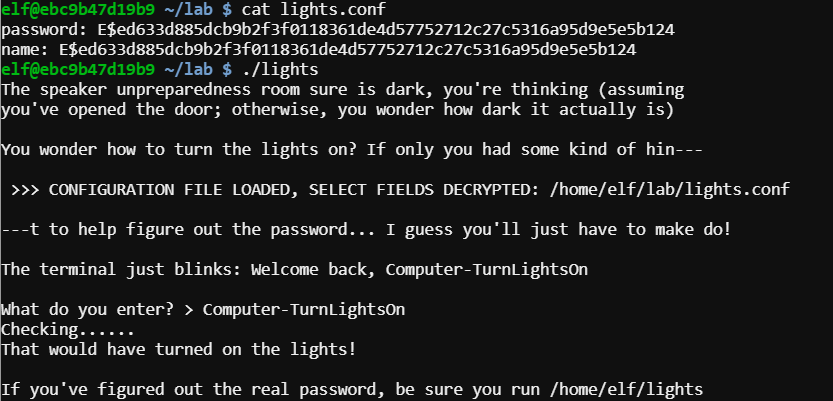 elf@ebc9b47d19b9 ~/lab $ cat lights.conf
password: E$ed633d885dcb9b2f3f0118361de4d57752712c27c5316a95d9e5e5b124
name: E$ed633d885dcb9b2f3f0118361de4d57752712c27c5316a95d9e5e5b124
elf@ebc9b47d19b9 ~/lab $ ./lights
The speaker unpreparedness room sure is dark, you're thinking (assuming
you've opened the door; otherwise, you wonder how dark it actually is)
You wonder how to turn the lights on? If only you had some kind of hin---
>>> CONFIGURATION FILE LOADED, SELECT FIELDS DECRYPTED: /home/elf/lab/lights.conf
---t to help figure out the password... I guess you'll just have to make do!
The terminal just blinks: Welcome back, Computer-TurnLightsOn
What do you enter? > Computer-TurnLightsOn
Checking......
That would have turned on the lights!
If you've figured out the real password, be sure you run /home/elf/lights